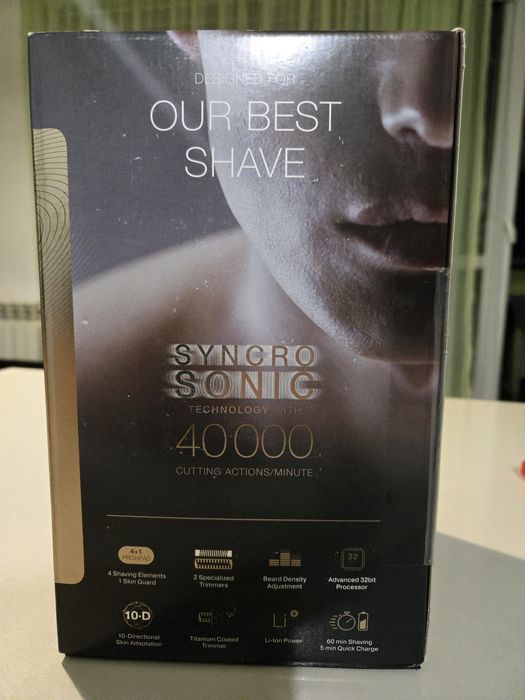 DESIGNED FOR
OUR BEST
SHAVE
SYNCRO
SONIC
TECHNOLOGY WITH
40'000
CUTTING ACTIONS/MINUTE
4+1
PROHEAD
4 Shaving Elements
1 Skin Guard
2 Specialized
Trimmers
Beard Density
Adjustment
32
Advanced 32bit
Processor
10-D
10-Directional
Skin Adaptation
Titanium Coated
Trimmer
Li+
Li-Ion Power
60 min Shaving
5 min Quick Charge